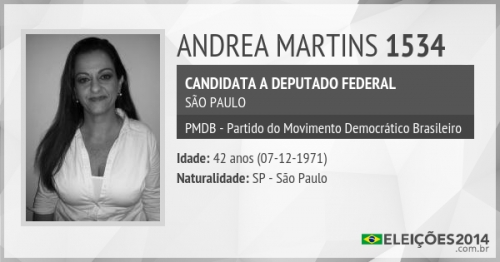 ANDREA MARTINS 1534
CANDIDATA A DEPUTADO FEDERAL
SÃO PAULO
PMDB - Partido do Movimento Democrático Brasileiro
Idade: 42 anos (07-12-1971)
Naturalidade: SP - São Paulo
ELEIÇÕES2014
.com.br